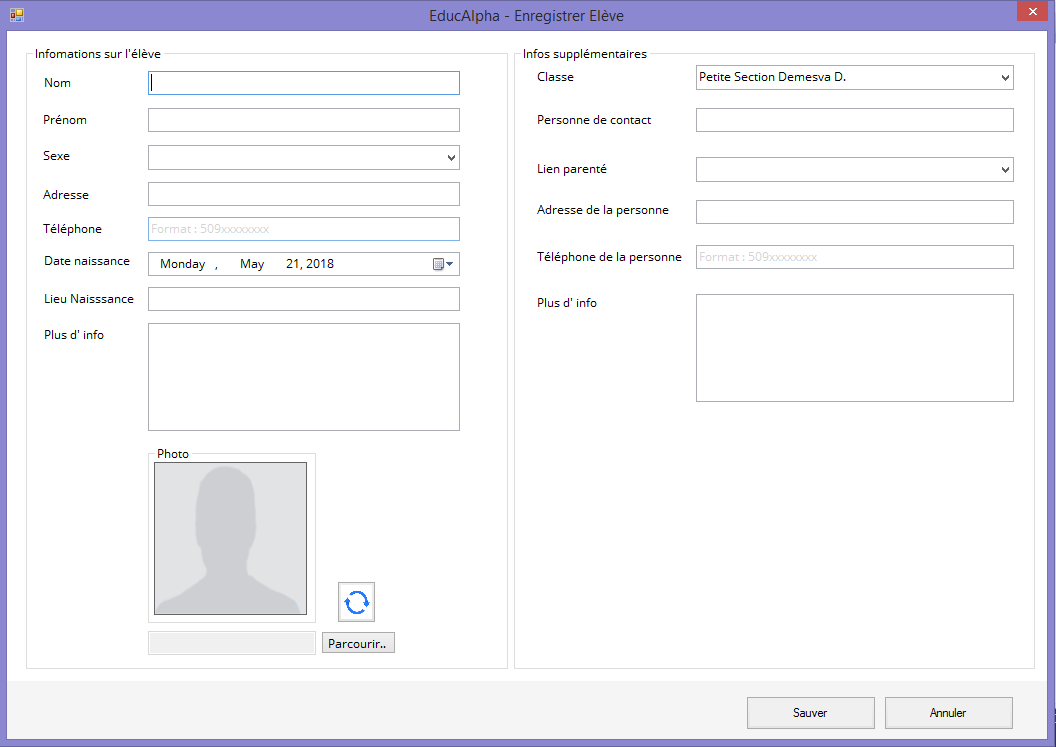 EducAlpha - Enregistrer Elève
Infomations sur l'élève
Nom
Prénom
Sexe
Adresse
Téléphone
Format : 509xxxxxxxx
Date naissance
Monday , May 21, 2018
Lieu Naisssance
Plus d' info
Photo
Parcourir..
Infos supplémentaires
Classe
Petite Section Demesva D.
Personne de contact
Lien parenté
Adresse de la personne
Téléphone de la personne
Format : 509xxxxxxxx
Plus d' info
Sauver
Annuler